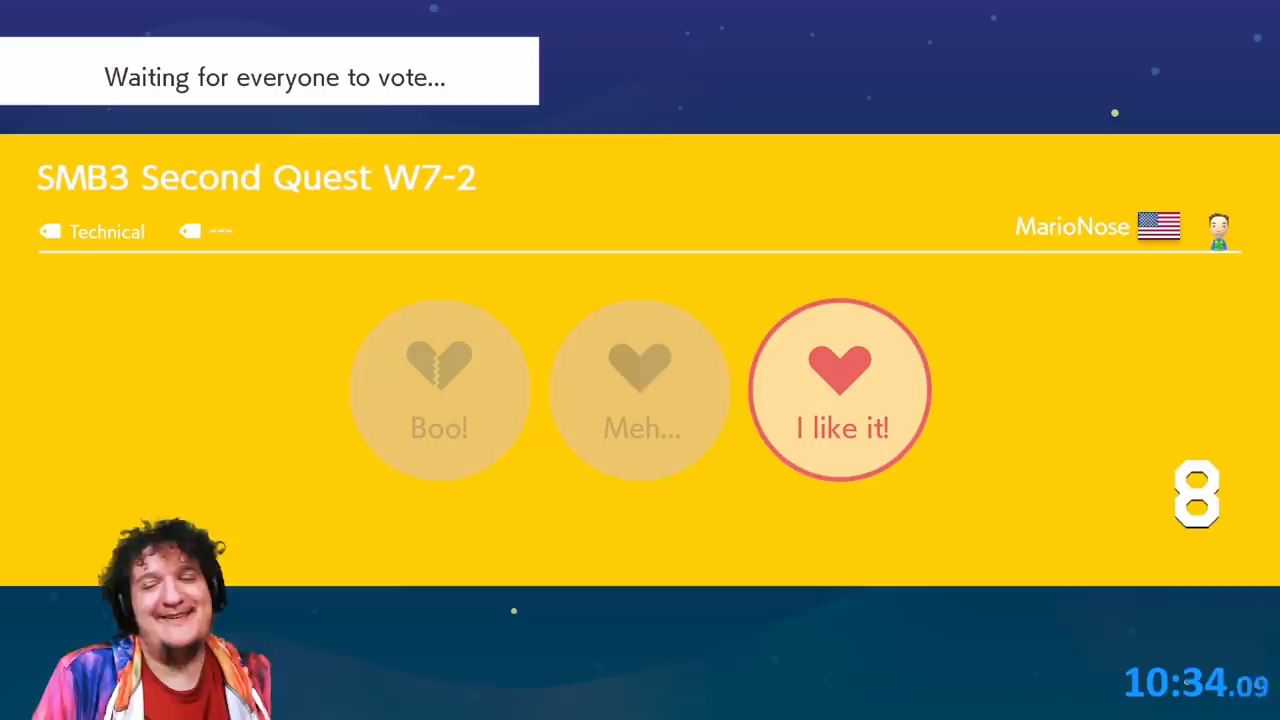 Waiting for everyone to vote...
SMB3 Second Quest W7-2
Technical ---
MarioNose
Boo!
Meh...
I like it!
8
10:34.09